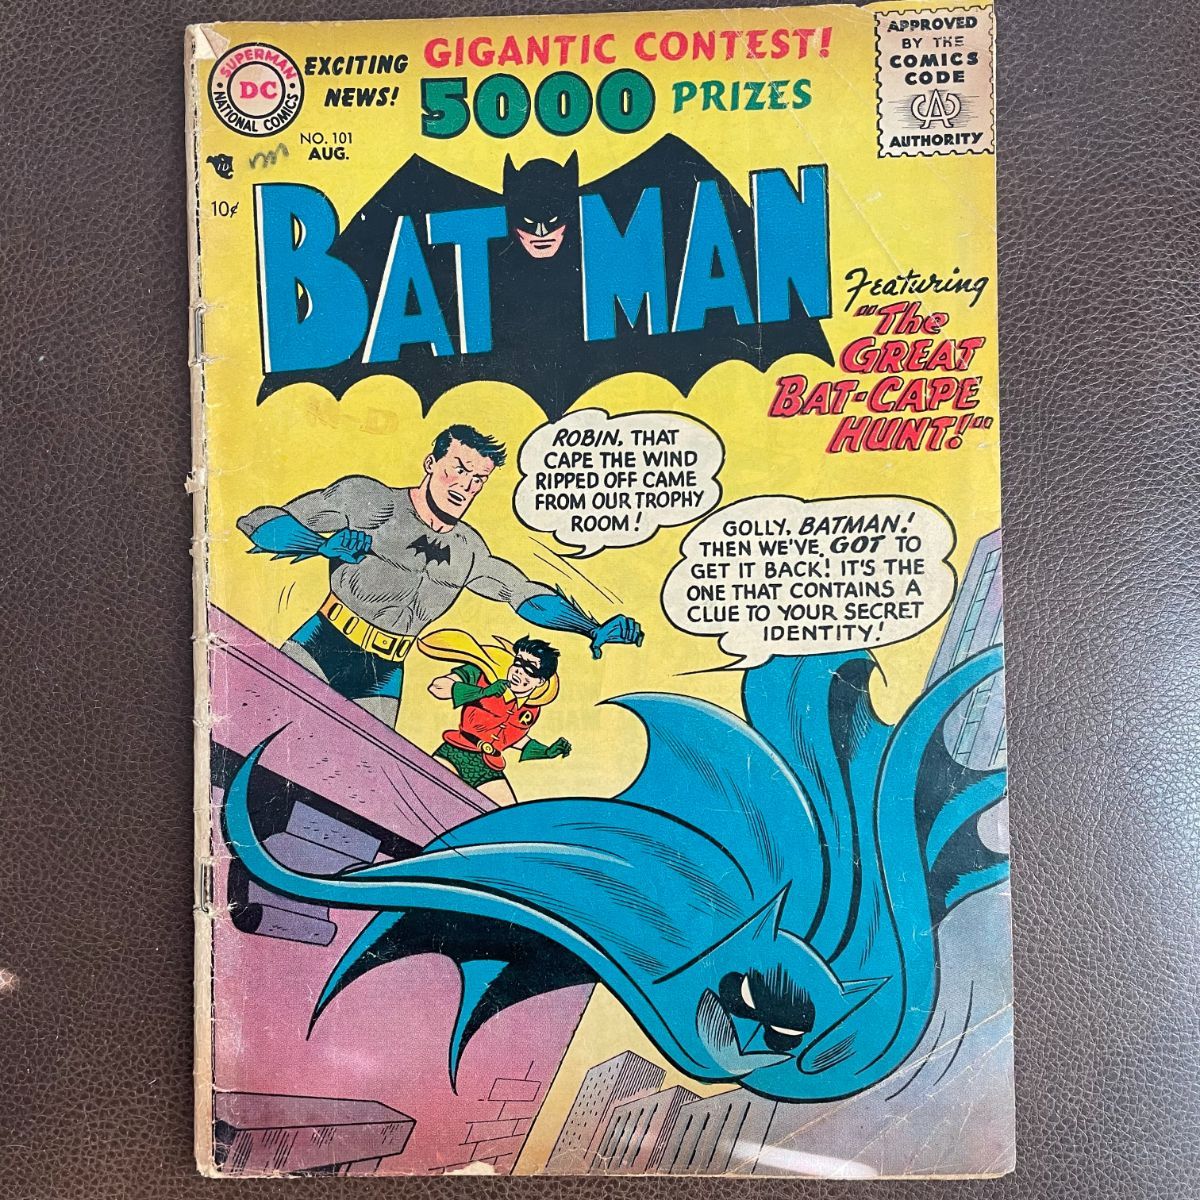 SUPERMAN
DC
NATIONAL COMICS
EXCITING
NEWS!
GIGANTIC CONTEST!
5000 PRIZES
APPROVED
BY THE
COMICS
CODE
CA
AUTHORITY
NO. 101
AUG.
10¢
BATMAN
Featuring
"The
GREAT
BAT-CAPE
HUNT!"
ROBIN, THAT
CAPE THE WIND
RIPPED OFF CAME
FROM OUR TROPHY
ROOM!
GOLLY, BATMAN!
THEN WE'VE GOT TO
GET IT BACK! IT'S THE
ONE THAT CONTAINS A
CLUE TO YOUR SECRET
IDENTITY!
R